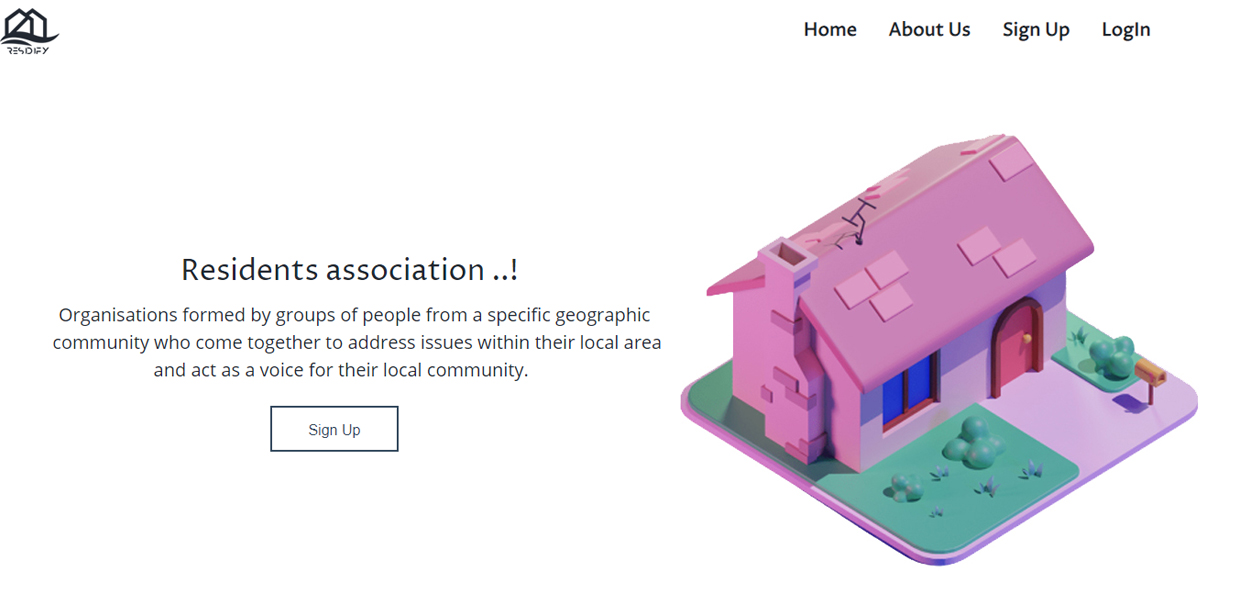 RESDIFY
Home About Us Sign Up LogIn
Residents association ..!
Organisations formed by groups of people from a specific geographic
community who come together to address issues within their local area
and act as a voice for their local community.
Sign Up